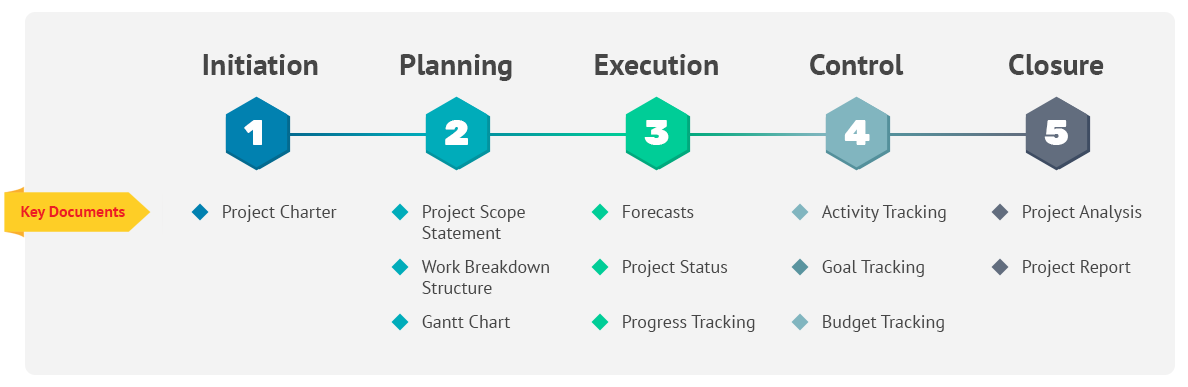 Initiation
Planning
Execution
Control
Closure
1
2
3
4
5
Key Documents
Project Charter
Project Scope
Statement
Work Breakdown
Structure
Gantt Chart
Forecasts
Project Status
Progress Tracking
Activity Tracking
Goal Tracking
Budget Tracking
Project Analysis
Project Report